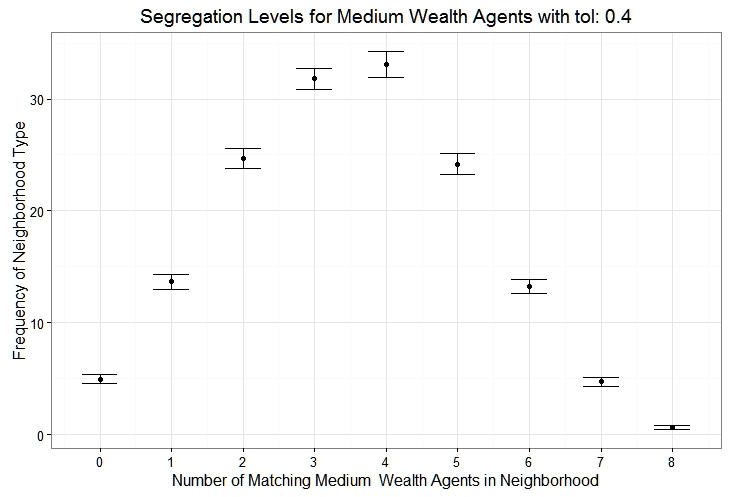 Segregation Levels for Medium Wealth Agents with tol: 0.4
Frequency of Neighborhood Type
30
20
10
0
0 1 2 3 4 5 6 7 8
Number of Matching Medium  Wealth Agents in Neighborhood